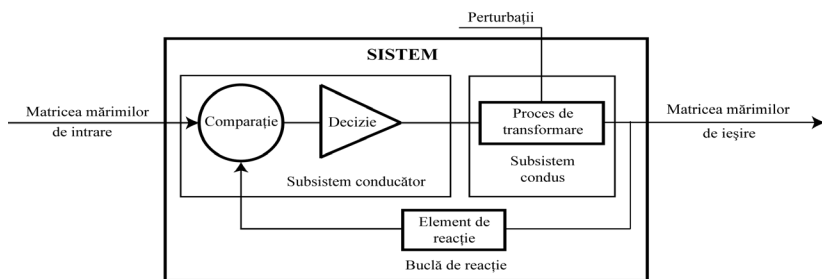 Perturbații
SISTEM
Matricea mărimilor
de intrare
Comparație
Decizie
Proces de
transformare
Matricea mărimilor
de ieșire
Subsistem conducător
Subsistem
condus
Element de
reacție
Buclă de reacție